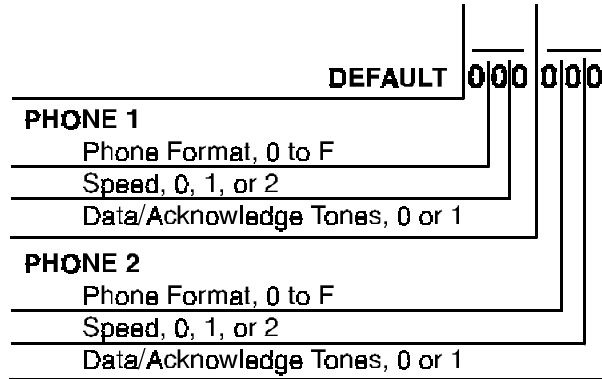 DEFAULT 000 000
PHONE 1
Phone Format, 0 to F
Speed, 0, 1, or 2
Data/Acknowledge Tones, 0 or 1
PHONE 2
Phone Format, 0 to F
Speed, 0, 1, or 2
Data/Acknowledge Tones, 0 or 1